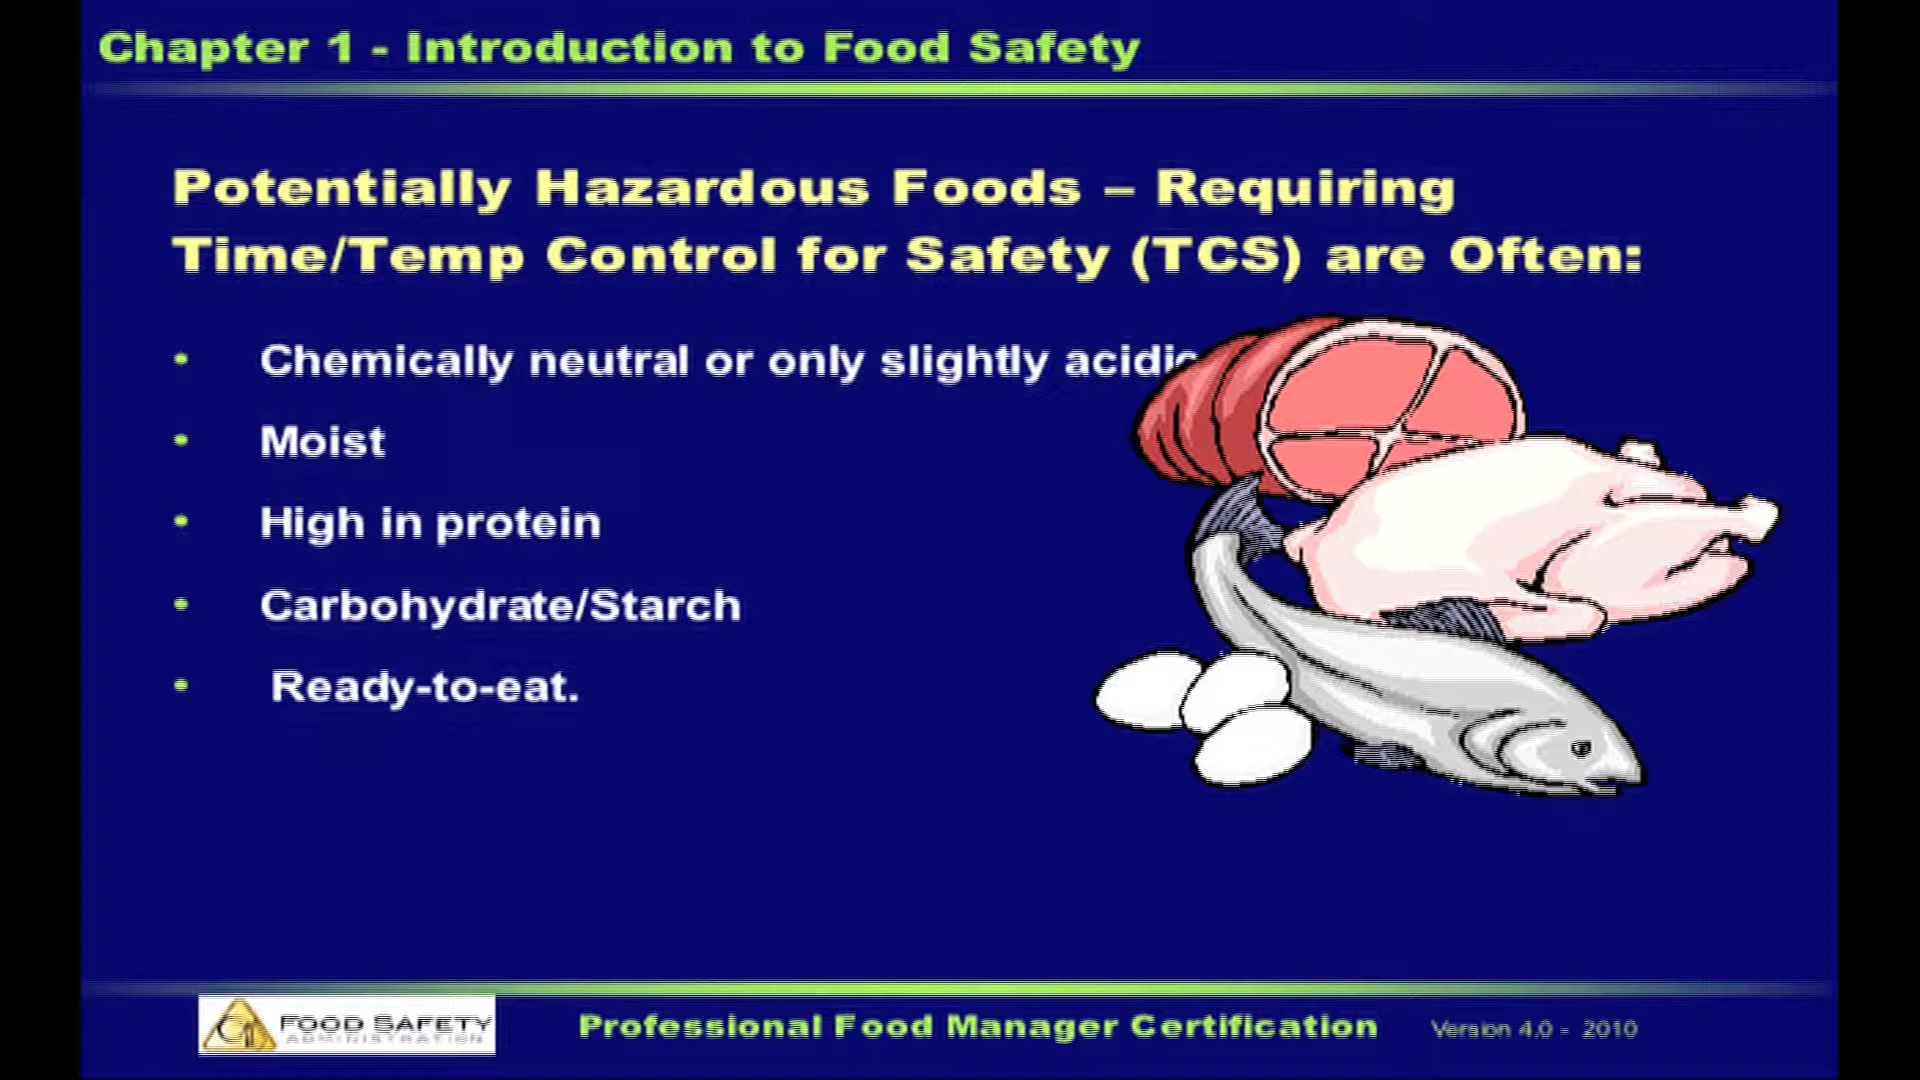 Chapter 1 - Introduction to Food Safety
Potentially Hazardous Foods – Requiring
Time/Temp Control for Safety (TCS) are Often:
• Chemically neutral or only slightly acidic
• Moist
• High in protein
• Carbohydrate/Starch
• Ready-to-eat.
FOOD SAFETY
ADMINISTRATION
Professional Food Manager Certification
Version 4.0 - 2010